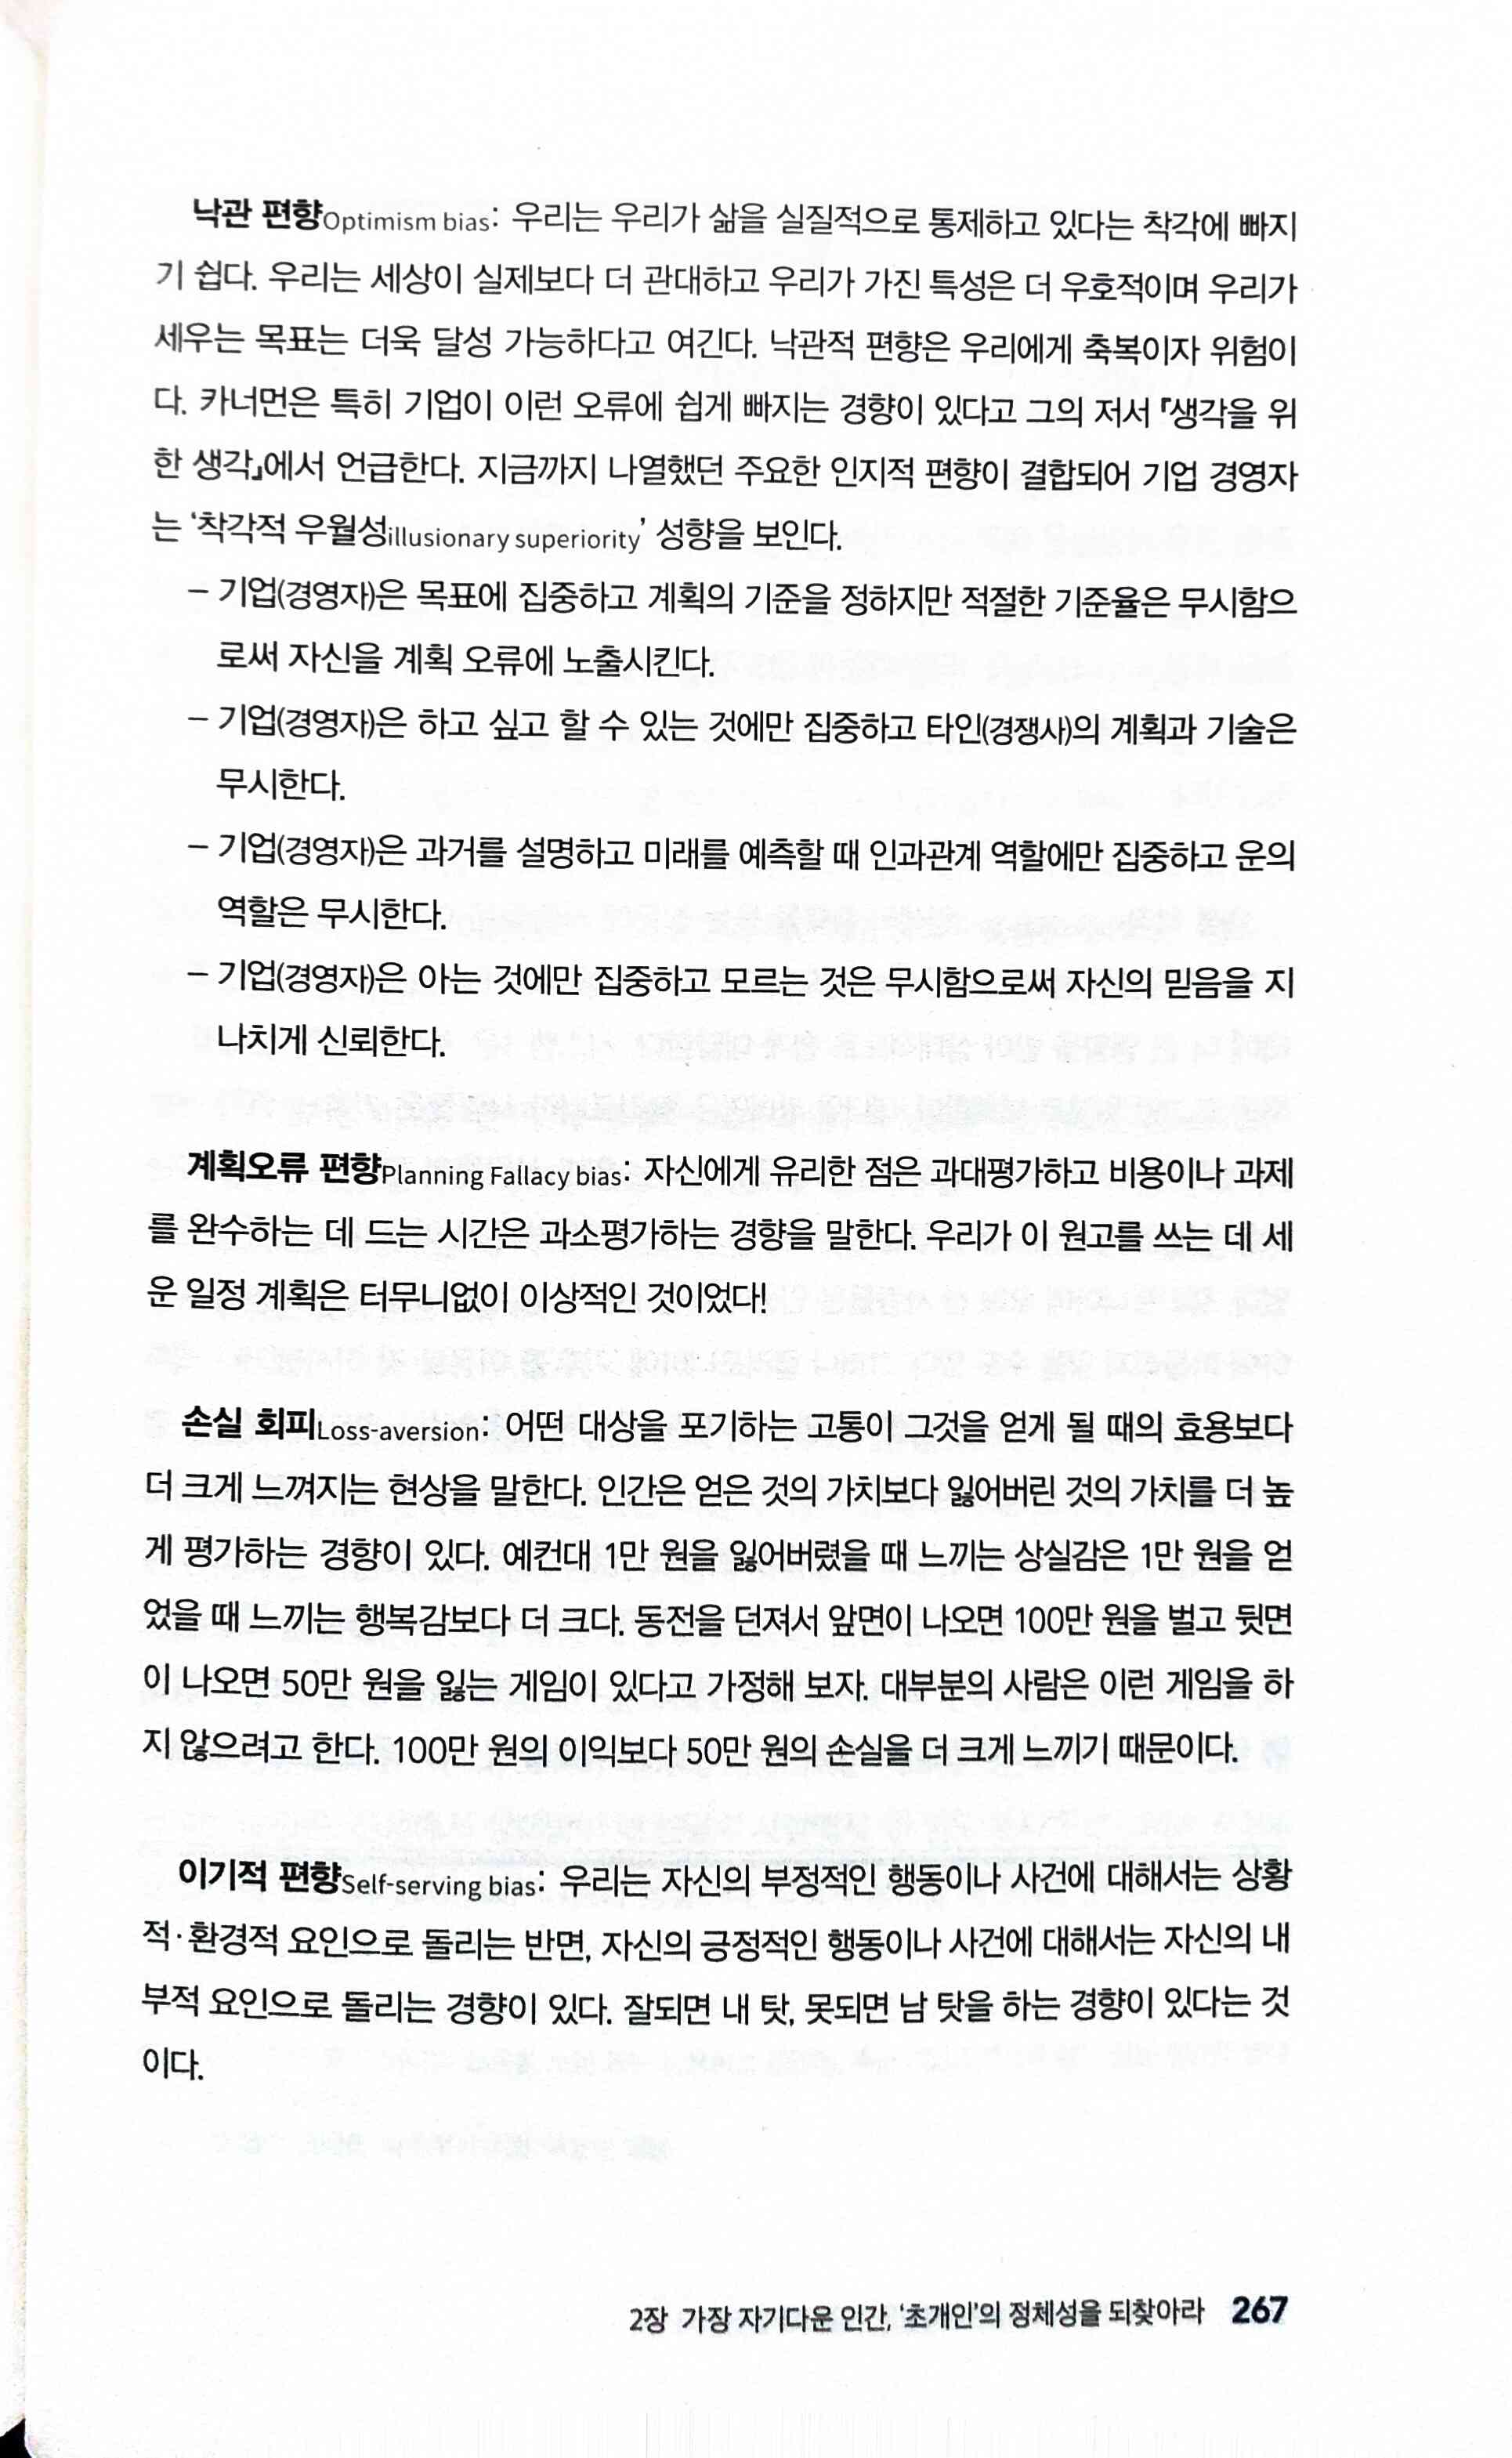 낙관 편향Optimism bias: 우리는 우리가 삶을 실질적으로 통제하고 있다는 착각에 빠지
기 쉽다. 우리는 세상이 실제보다 더 관대하고 우리가 가진 특성은 더 우호적이며 우리가
세우는 목표는 더욱 달성 가능하다고 여긴다. 낙관적 편향은 우리에게 축복이자 위험이
다. 카너먼은 특히 기업이 이런 오류에 쉽게 빠지는 경향이 있다고 그의 저서 『생각을 위
한 생각』에서 언급한다. 지금까지 나열했던 주요한 인지적 편향이 결합되어 기업 경영자
는 ‘착각적 우월성illusionary superiority’ 성향을 보인다.
– 기업(경영자)은 목표에 집중하고 계획의 기준을 정하지만 적절한 기준율은 무시함으
로써 자신을 계획 오류에 노출시킨다.
– 기업(경영자)은 하고 싶고 할 수 있는 것에만 집중하고 타인(경쟁사)의 계획과 기술은
무시한다.
– 기업(경영자)은 과거를 설명하고 미래를 예측할 때 인과관계 역할에만 집중하고 운의
역할은 무시한다.
– 기업(경영자)은 아는 것에만 집중하고 모르는 것은 무시함으로써 자신의 믿음을 지
나치게 신뢰한다.
계획오류 편향Planning Fallacy bias: 자신에게 유리한 점은 과대평가하고 비용이나 과제
를 완수하는 데 드는 시간은 과소평가하는 경향을 말한다. 우리가 이 원고를 쓰는 데 세
운 일정 계획은 터무니없이 이상적인 것이었다!
손실 회피Loss-aversion: 어떤 대상을 포기하는 고통이 그것을 얻게 될 때의 효용보다
더 크게 느껴지는 현상을 말한다. 인간은 얻은 것의 가치보다 잃어버린 것의 가치를 더 높
게 평가하는 경향이 있다. 예컨대 1만 원을 잃어버렸을 때 느끼는 상실감은 1만 원을 얻
었을 때 느끼는 행복감보다 더 크다. 동전을 던져서 앞면이 나오면 100만 원을 벌고 뒷면
이 나오면 50만 원을 잃는 게임이 있다고 가정해 보자. 대부분의 사람은 이런 게임을 하
지 않으려고 한다. 100만 원의 이익보다 50만 원의 손실을 더 크게 느끼기 때문이다.
이기적 편향Self-serving bias: 우리는 자신의 부정적인 행동이나 사건에 대해서는 상황
적·환경적 요인으로 돌리는 반면, 자신의 긍정적인 행동이나 사건에 대해서는 자신의 내
부적 요인으로 돌리는 경향이 있다. 잘되면 내 탓, 못되면 남 탓을 하는 경향이 있다는 것
이다.
2장 가장 자기다운 인간, ‘초개인’의 정체성을 되찾아라 267